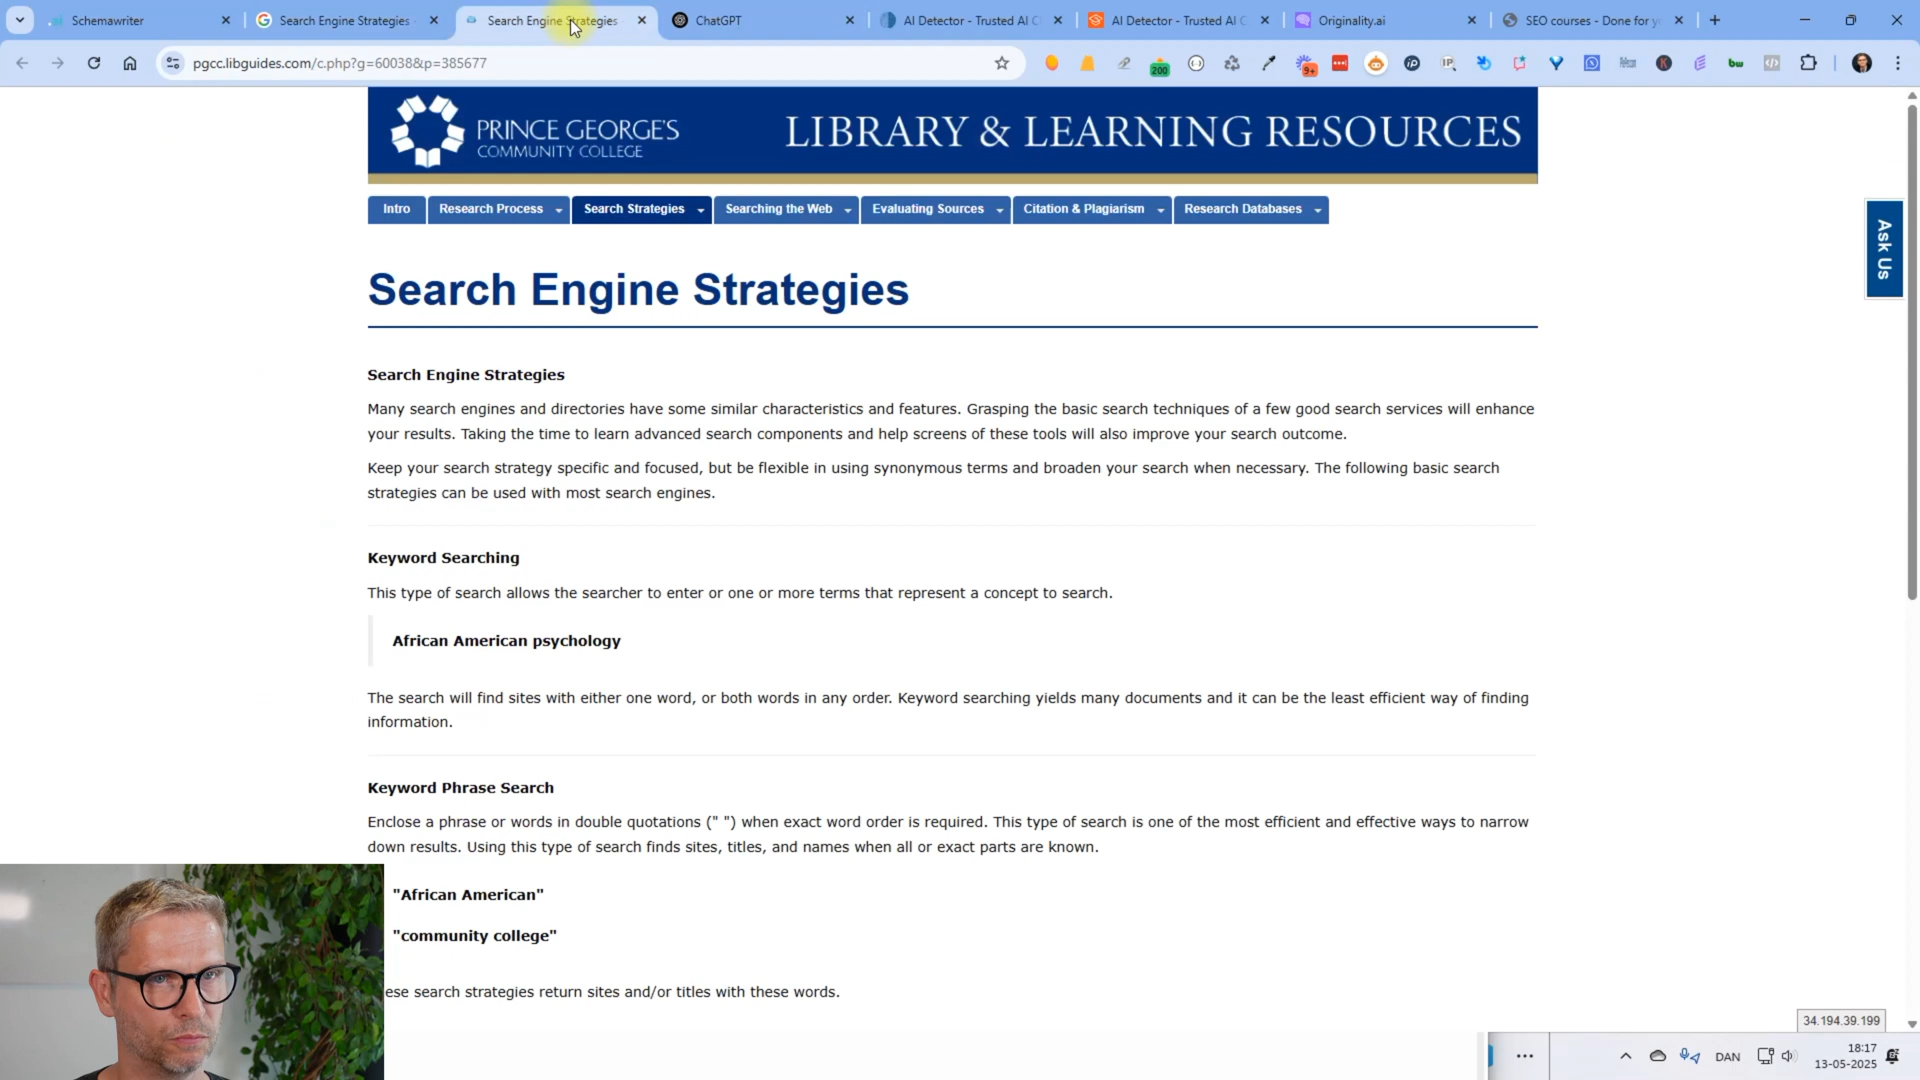 Schemawriter
Search Engine Strategies
Search Engine Strategies
ChatGPT
AI Detector - Trusted AI C
AI Detector - Trusted AI C
Originality.ai
SEO courses - Done for y
pgcc.libguides.com/c.php?g=60038&p=385677
200
9+
IP
bw
PRINCE GEORGE'S
COMMUNITY COLLEGE
LIBRARY & LEARNING RESOURCES
Intro
Research Process
Search Strategies
Searching the Web
Evaluating Sources
Citation & Plagiarism
Research Databases
Ask Us
Search Engine Strategies
Search Engine Strategies
Many search engines and directories have some similar characteristics and features. Grasping the basic search techniques of a few good search services will enhance
your results. Taking the time to learn advanced search components and help screens of these tools will also improve your search outcome.
Keep your search strategy specific and focused, but be flexible in using synonymous terms and broaden your search when necessary. The following basic search
strategies can be used with most search engines.
Keyword Searching
This type of search allows the searcher to enter or one or more terms that represent a concept to search.
African American psychology
The search will find sites with either one word, or both words in any order. Keyword searching yields many documents and it can be the least efficient way of finding
information.
Keyword Phrase Search
Enclose a phrase or words in double quotations (" ") when exact word order is required. This type of search is one of the most efficient and effective ways to narrow
down results. Using this type of search finds sites, titles, and names when all or exact parts are known.
"African American"
"community college"
ese search strategies return sites and/or titles with these words.
34.194.39.199
DAN
18:17
13-05-2025